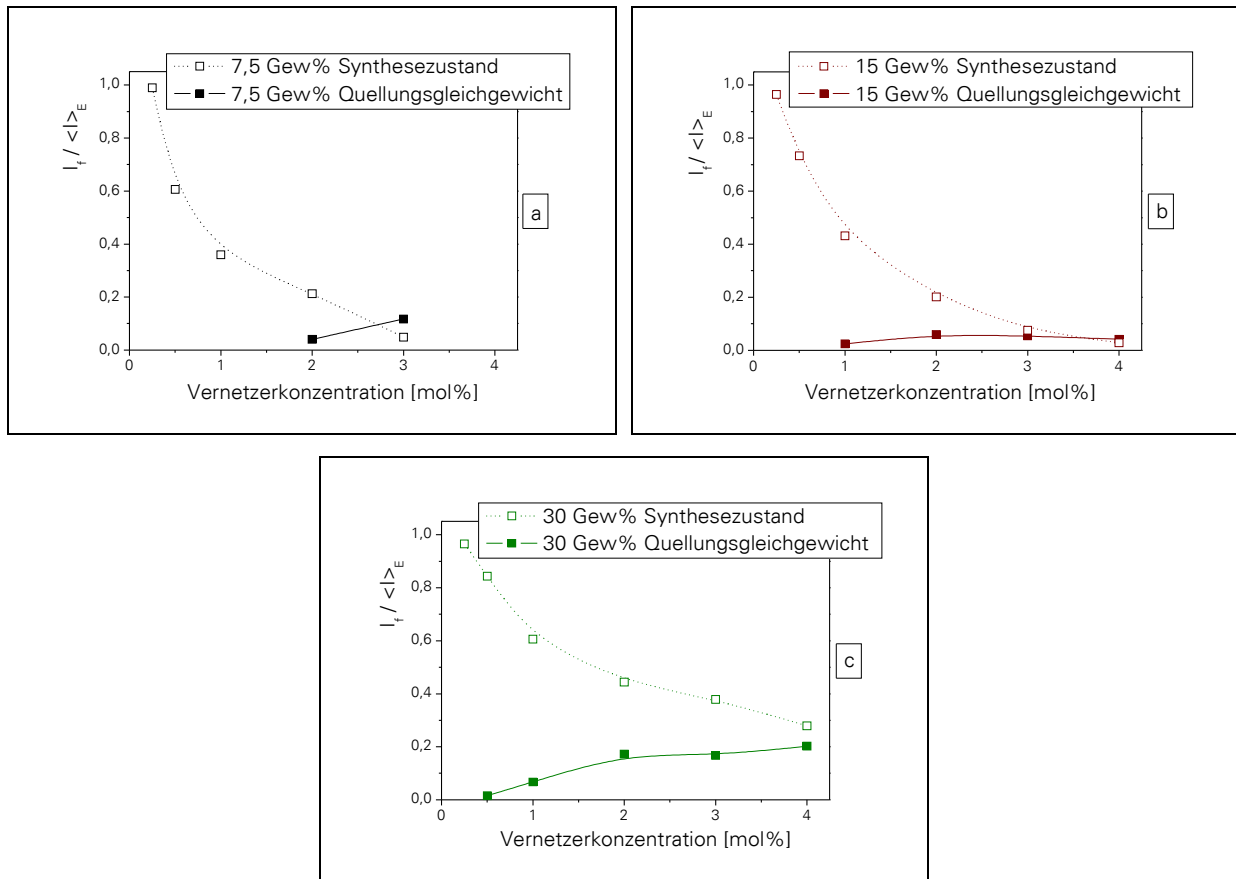 7,5 Gew% Synthesezustand
7,5 Gew% Quellungsgleichgewicht
1,0
0,8
0,6
0,4
0,2
0,0
I_f / <I>_E
0 1 2 3 4
Vernetzerkonzentration [mol%]
a
15 Gew% Synthesezustand
15 Gew% Quellungsgleichgewicht
1,0
0,8
0,6
0,4
0,2
0,0
I_f / <I>_E
0 1 2 3 4
Vernetzerkonzentration [mol%]
b
30 Gew% Synthesezustand
30 Gew% Quellungsgleichgewicht
1,0
0,8
0,6
0,4
0,2
0,0
I_f / <I>_E
0 1 2 3 4
Vernetzerkonzentration [mol%]
c